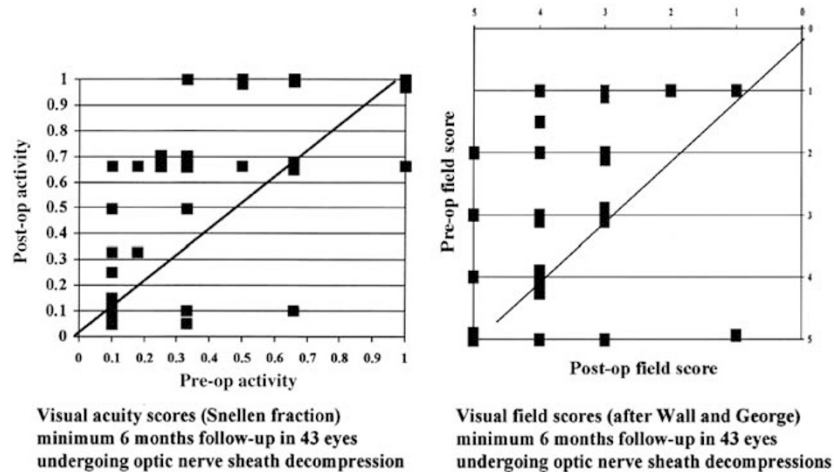 5 4 3 2 1 0
0
1
2
3
4
5
Pre-op field score
Post-op field score
1
0.9
0.8
0.7
0.6
0.5
0.4
0.3
0.2
0.1
0
Post-op activity
0 0.1 0.2 0.3 0.4 0.5 0.6 0.7 0.8 0,9 1
Pre-op activity
Visual acuity scores (Snellen fraction)
minimum 6 months follow-up in 43 eyes
undergoing optic nerve sheath decompression
Visual field scores (after Wall and George)
minimum 6 months follow-up in 43 eyes
undergoing optic nerve sheath decompressions